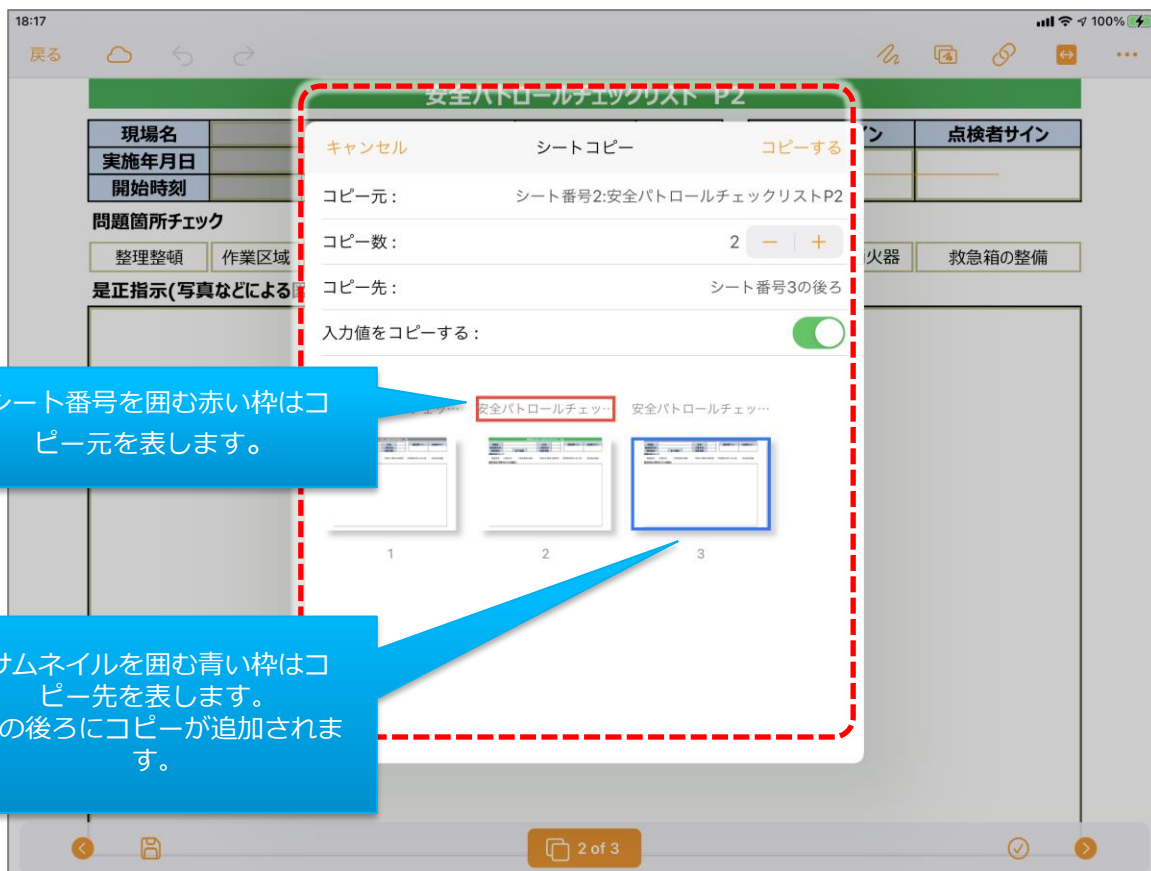 18:17
100%
戻る
安全パトロールチェックリスト P2
現場名
実施年月日
開始時刻
点検者サイン
問題箇所チェック
整理整頓
作業区域
火器
救急箱の整備
是正指示(写真などによる
キャンセル
シートコピー
コピーする
コピー元 :
シート番号2:安全パトロールチェックリストP2
コピー数 :
2
コピー先 :
シート番号3の後ろ
入力値をコピーする :
安全パトロールチェッ…
安全パトロールチェッ…
1
2
3
シート番号を囲む赤い枠はコ
ピー元を表します。
サムネイルを囲む青い枠はコ
ピー先を表します。
の後ろにコピーが追加されま
す。
2 of 3